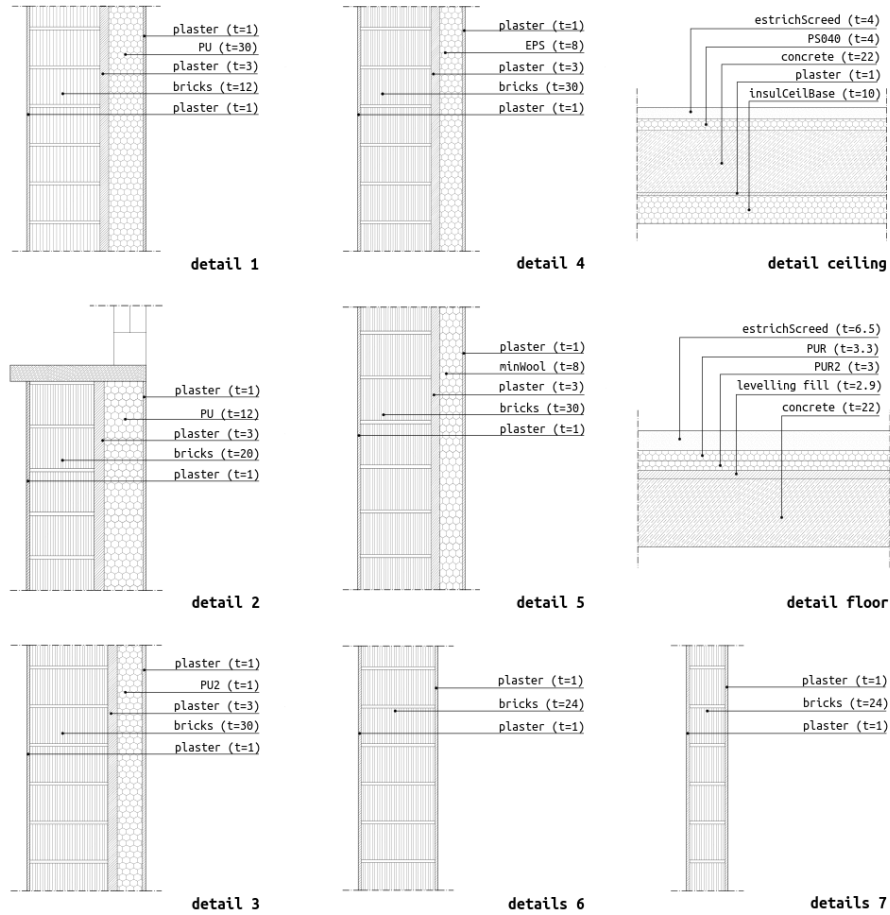 plaster (t=1)
PU (t=30)
plaster (t=3)
bricks (t=12)
plaster (t=1)
detail 1
plaster (t=1)
EPS (t=8)
plaster (t=3)
bricks (t=30)
plaster (t=1)
detail 4
estrichScreed (t=4)
PS040 (t=4)
concrete (t=22)
plaster (t=1)
insulCeilBase (t=10)
detail ceiling
plaster (t=1)
PU (t=12)
plaster (t=3)
bricks (t=20)
plaster (t=1)
detail 2
plaster (t=1)
minWool (t=8)
plaster (t=3)
bricks (t=30)
plaster (t=1)
detail 5
estrichScreed (t=6.5)
PUR (t=3.3)
PUR2 (t=3)
levelling fill (t=2.9)
concrete (t=22)
detail floor
plaster (t=1)
PU2 (t=1)
plaster (t=3)
bricks (t=30)
plaster (t=1)
detail 3
plaster (t=1)
bricks (t=24)
plaster (t=1)
details 6
plaster (t=1)
bricks (t=24)
plaster (t=1)
details 7